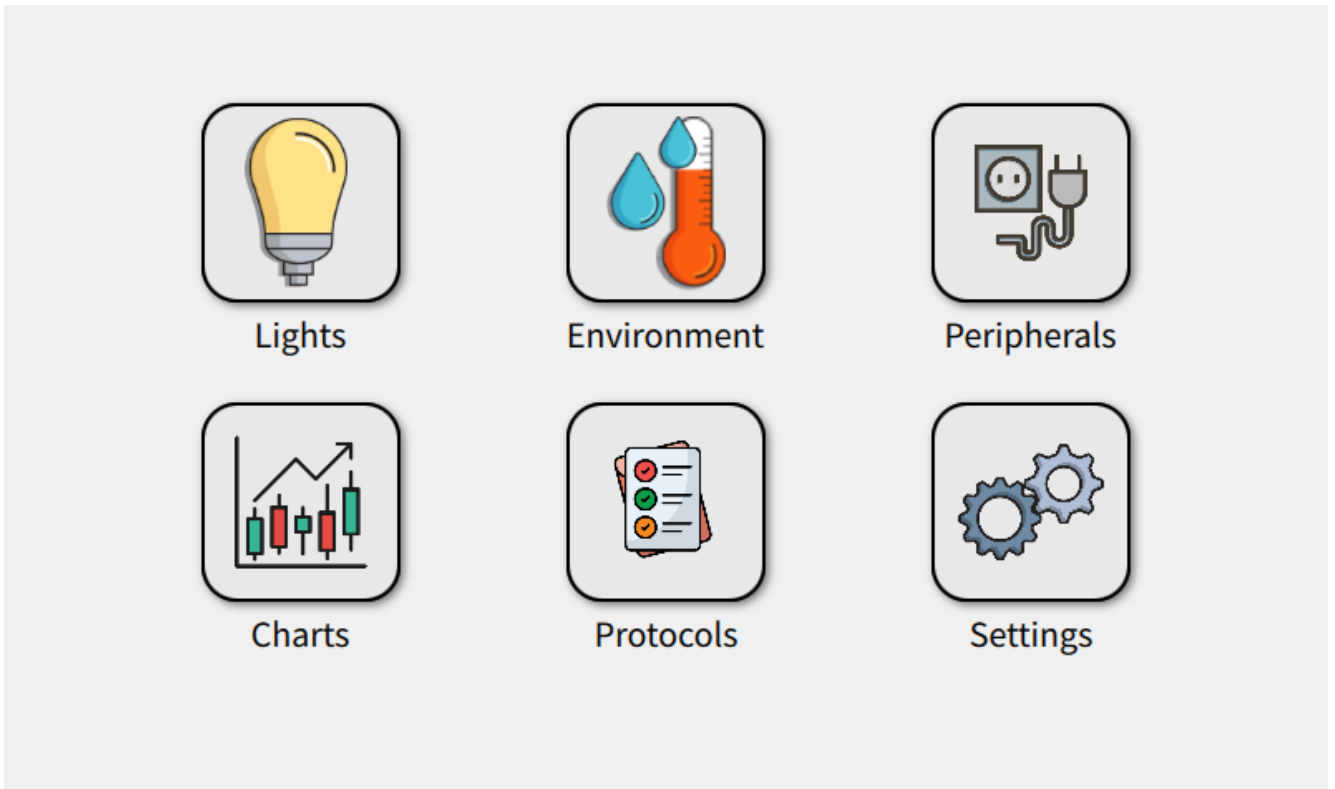 Lights
Environment
Peripherals
Charts
Protocols
Settings